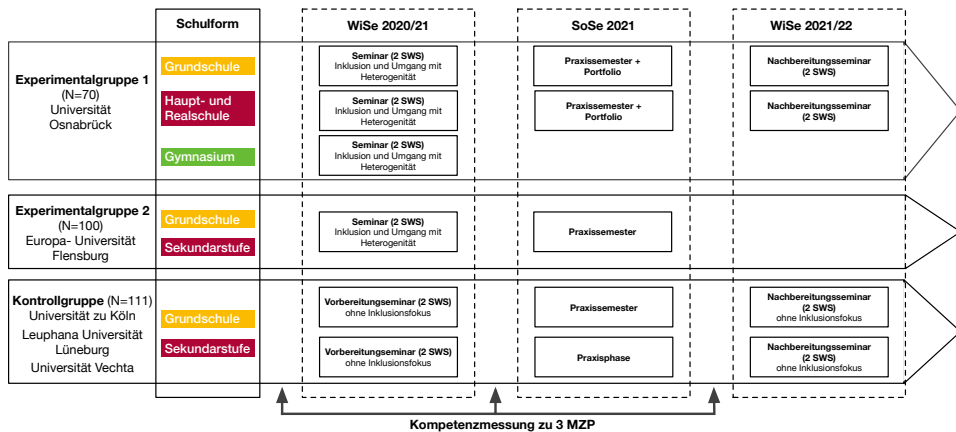 Schulform
WiSe 2020/21
SoSe 2021
WiSe 2021/22
Experimentalgruppe 1
(N=70)
Universität
Osnabrück
Grundschule
Haupt- und
Realschule
Gymnasium
Seminar (2 SWS)
Inklusion und Umgang mit
Heterogenität
Seminar (2 SWS)
Inklusion und Umgang mit
Heterogenität
Seminar (2 SWS)
Inklusion und Umgang mit
Heterogenität
Praxissemester +
Portfolio
Praxissemester +
Portfolio
Nachbereitungsseminar
(2 SWS)
Nachbereitungsseminar
(2 SWS)
Experimentalgruppe 2
(N=100)
Europa- Universität
Flensburg
Grundschule
Sekundarstufe
Seminar (2 SWS)
Inklusion und Umgang mit
Heterogenität
Praxissemester
Kontrollgruppe (N=111)
Universität zu Köln
Leuphana Universität
Lüneburg
Universität Vechta
Grundschule
Sekundarstufe
Vorbereitungseminar (2 SWS)
ohne Inklusionsfokus
Vorbereitungseminar (2 SWS)
ohne Inklusionsfokus
Praxissemester
Praxisphase
Nachbereitungsseminar
(2 SWS)
ohne Inklusionsfokus
Nachbereitungsseminar
(2 SWS)
ohne Inklusionsfokus
Kompetenzmessung zu 3 MZP